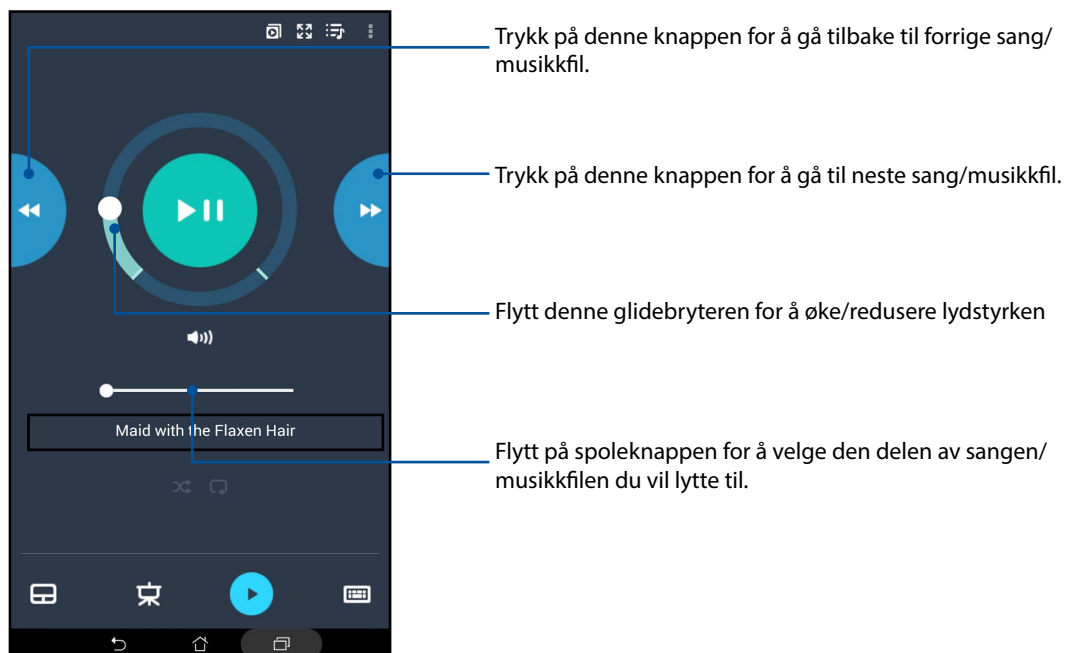 Trykk på denne knappen for å gå tilbake til forrige sang/
musikkfil.
Trykk på denne knappen for å gå til neste sang/musikkfil.
Flytt denne glidebryteren for å øke/redusere lydstyrken
Maid with the Flaxen Hair
Flytt på spoleknappen for å velge den delen av sangen/
musikkfilen du vil lytte til.